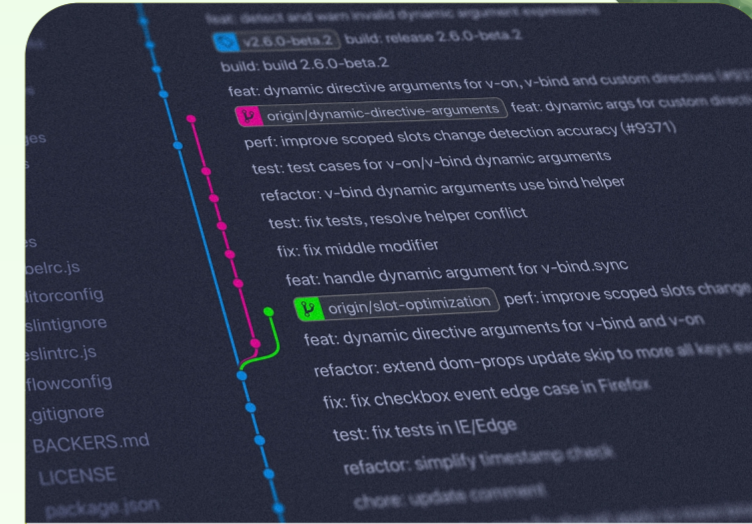 feat: detect and warn invalid dynamic argument expressions
v2.6.0-beta.2 build: release 2.6.0-beta.2
build: build 2.6.0-beta.2
feat: dynamic directive arguments for v-on, v-bind and custom directives
origin/dynamic-directive-arguments feat: dynamic args for custom
perf: improve scoped slots change detection accuracy (#9371)
test: test cases for v-on/v-bind dynamic arguments
refactor: v-bind dynamic arguments use bind helper
test: fix tests, resolve helper conflict
fix: fix middle modifier
feat: handle dynamic argument for v-bind.sync
origin/slot-optimization perf: improve scoped slots change
feat: dynamic directive arguments for v-bind and v-on
refactor: extend dom-props update skip to more all keys
fix: fix checkbox event edge case in Firefox
test: fix tests in IE/Edge
refactor: simplify timestamp check
chore: update comment
belrc.js
ditorconfig
slintignore
eslintrc.js
flowconfig
.gitignore
BACKERS.md
LICENSE
package.json